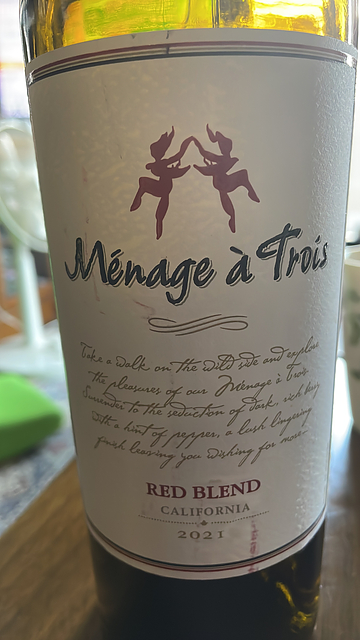 Ménage à Trois
Take a walk on the wild side and explore
the pleasures of our Ménage à Trois.
Surrender to the seduction of dark, rich
with a hint of pepper, a lush lingering
finish leaving you wishing for more
RED BLEND
CALIFORNIA
2021